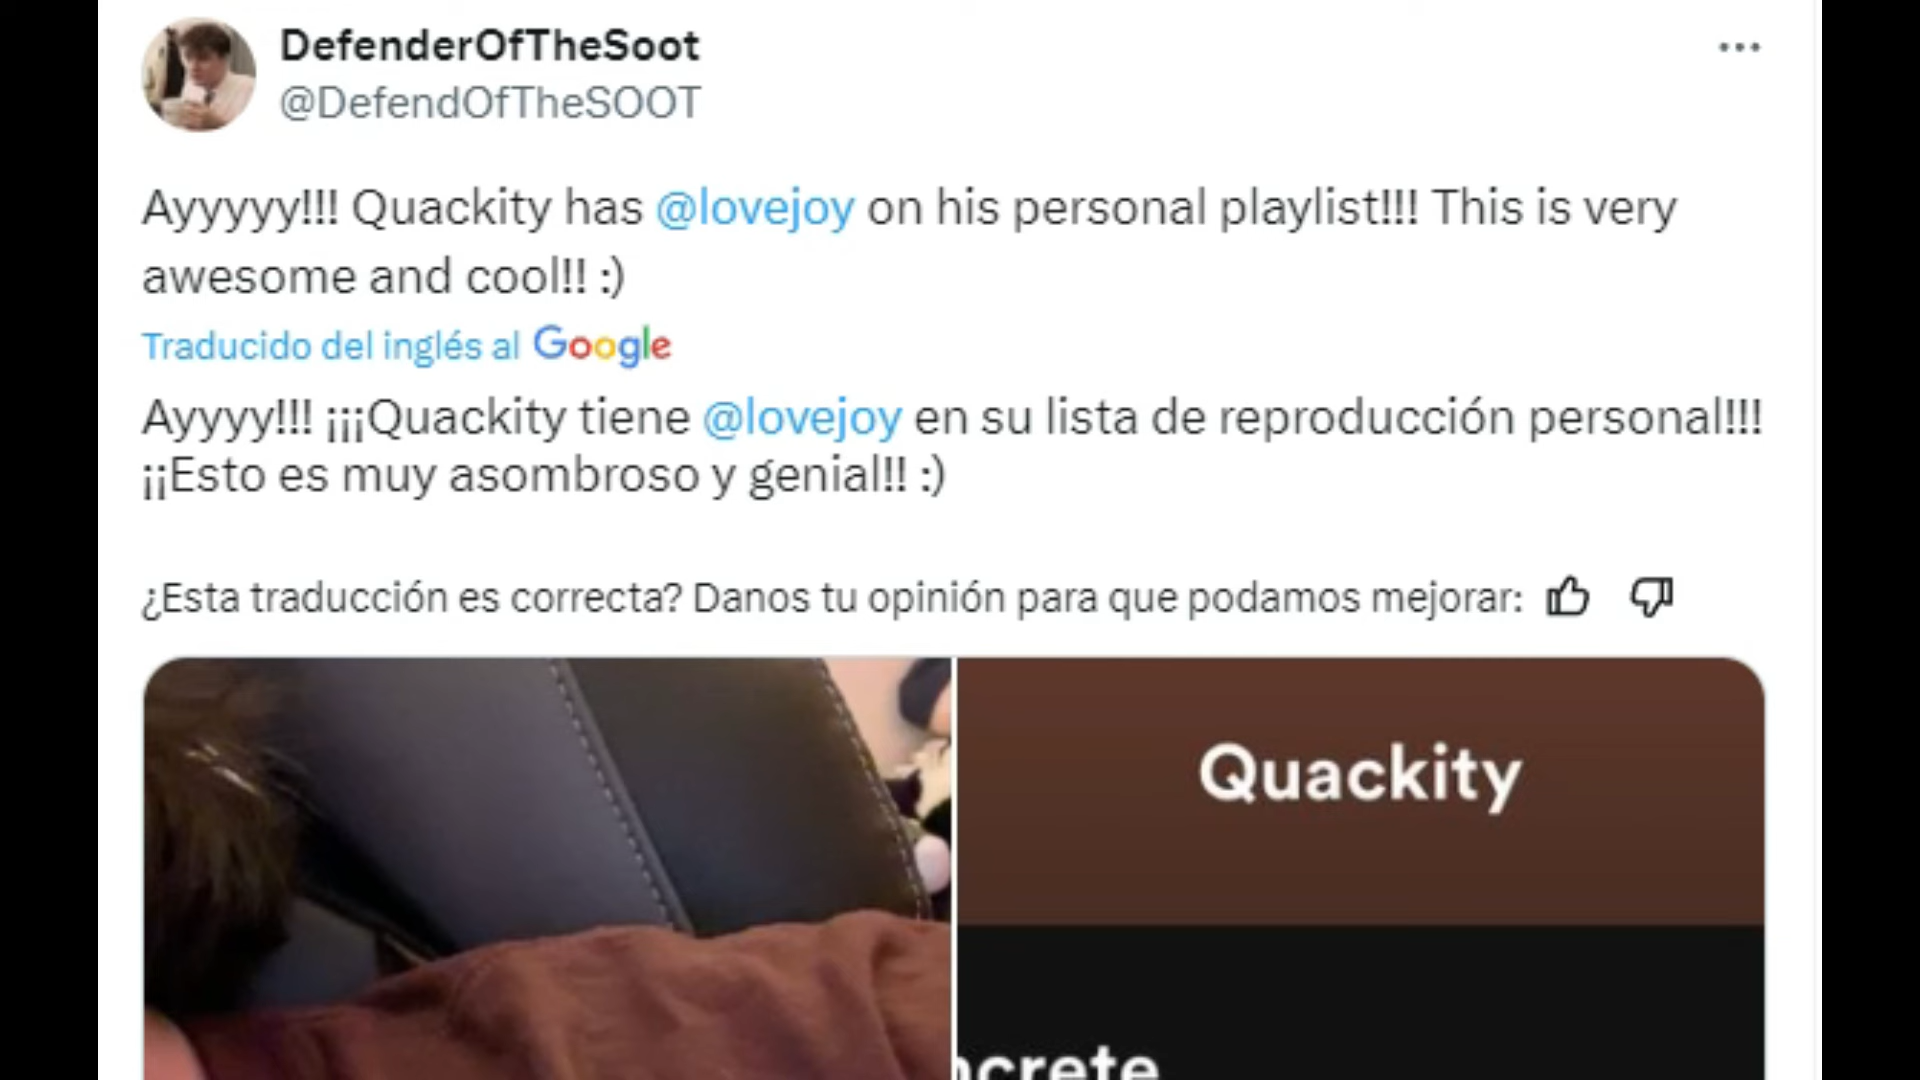 DefenderOfTheSoot
@DefendOfTheSOOT
Ayyyyy!!! Quackity has @lovejoy on his personal playlist!!! This is very
awesome and cool!! :)
Traducido del inglés al Google
Ayyyy!!! ¡¡¡Quackity tiene @lovejoy en su lista de reproducción personal!!!
¡¡Esto es muy asombroso y genial!! :)
¿Esta traducción es correcta? Danos tu opinión para que podamos mejorar:
Quackity